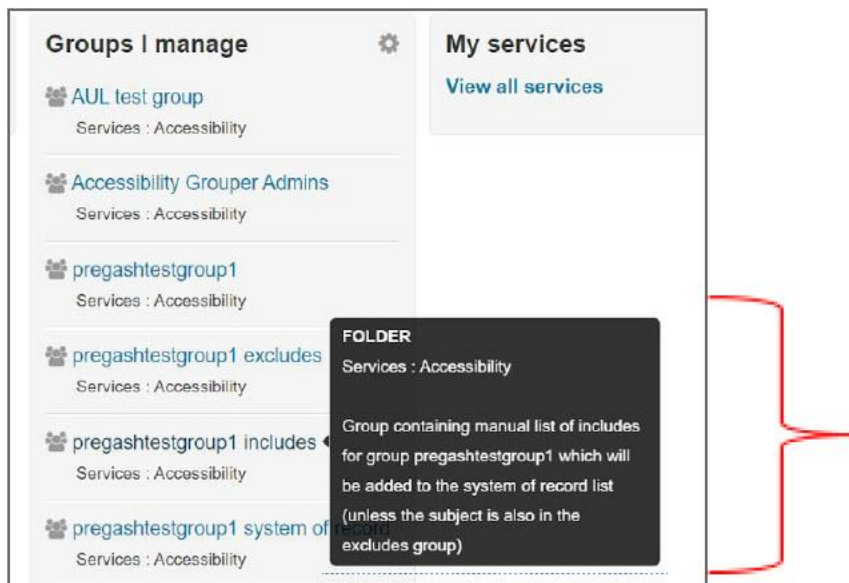 Groups I manage
AUL test group
Services : Accessibility
Accessibility Grouper Admins
Services : Accessibility
pregashtestgroup1
Services : Accessibility
pregashtestgroup1 excludes
Services : Accessibility
pregashtestgroup1 includes
Services : Accessibility
pregashtestgroup1 system of record
Services : Accessibility
FOLDER
Services : Accessibility
Group containing manual list of includes
for group pregashtestgroup1 which will
be added to the system of record list
(unless the subject is also in the
excludes group)
My services
View all services